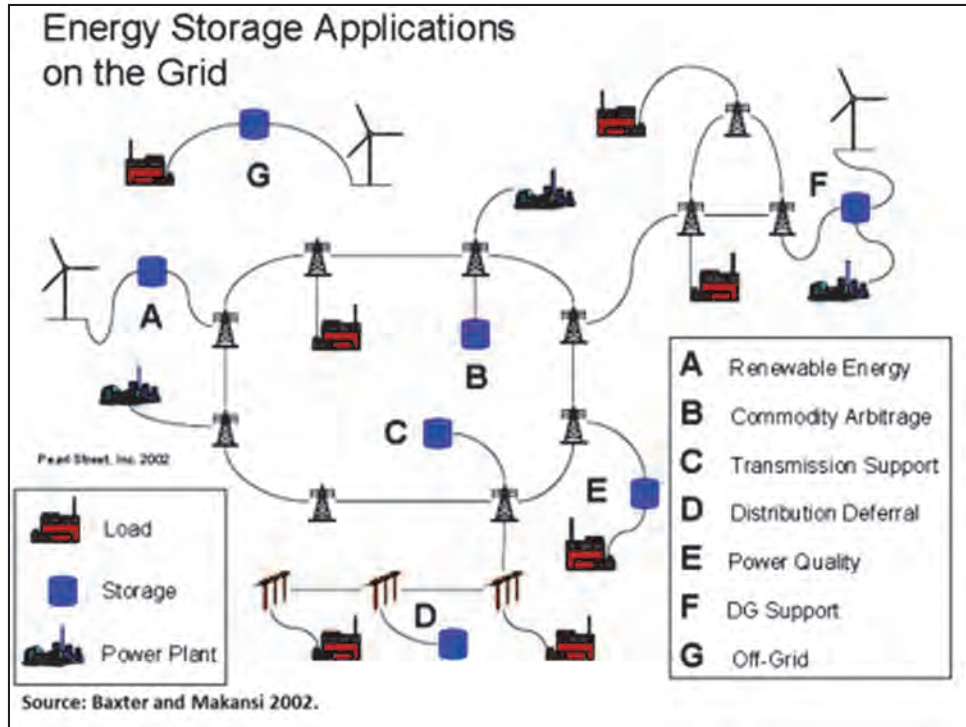 Energy Storage Applications
on the Grid
G
F
A
B
C
E
D
Pearl Street, Inc. 2002
Load
Storage
Power Plant
A Renewable Energy
B Commodity Arbitrage
C Transmission Support
D Distribution Deferral
E Power Quality
F DG Support
G Off-Grid
Source: Baxter and Makansi 2002.